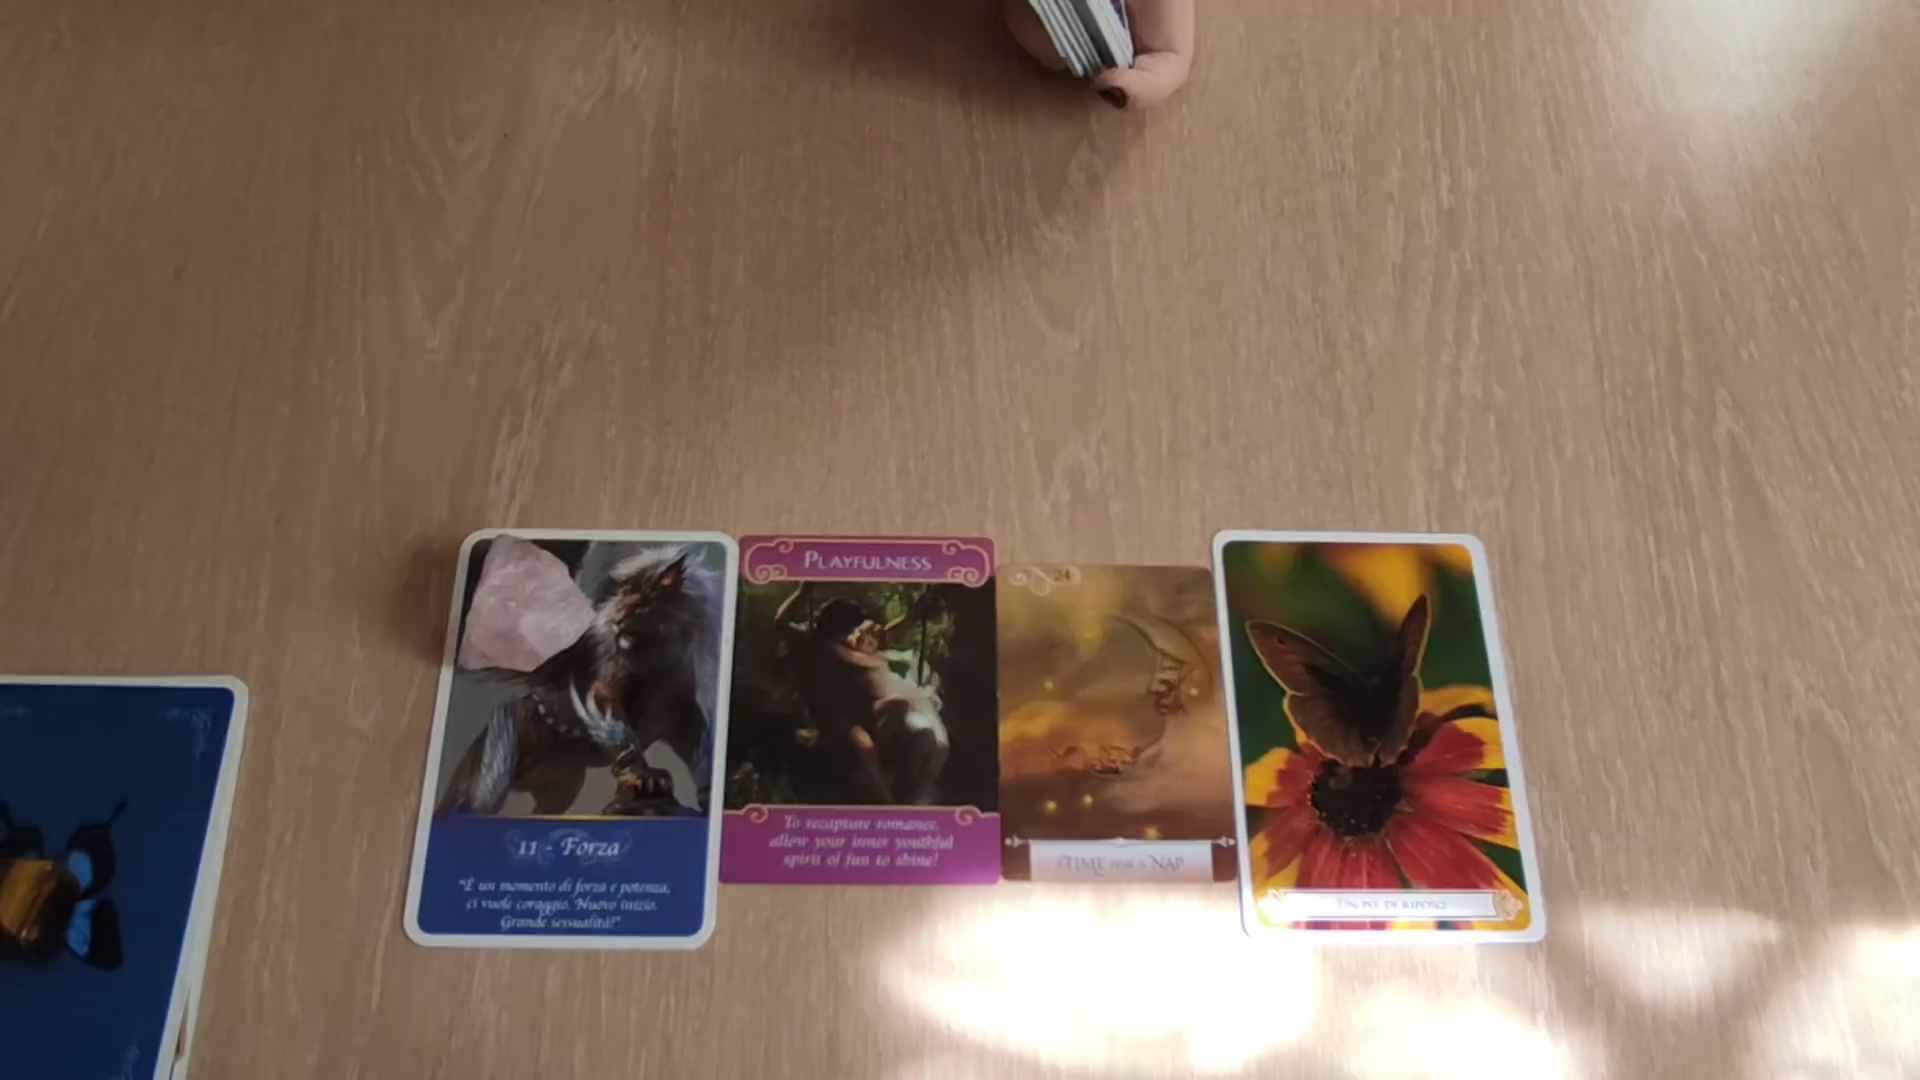 11 - Forza
"È un momento di forza e potenza,
ci vuole coraggio. Nuovo inizio.
Grande sessualità!"
PLAYFULNESS
To recapture romance,
allow your inner youthful
spirit of fun to shine!
24
TIME FOR A NAP
UN PO' DI RIPOSO